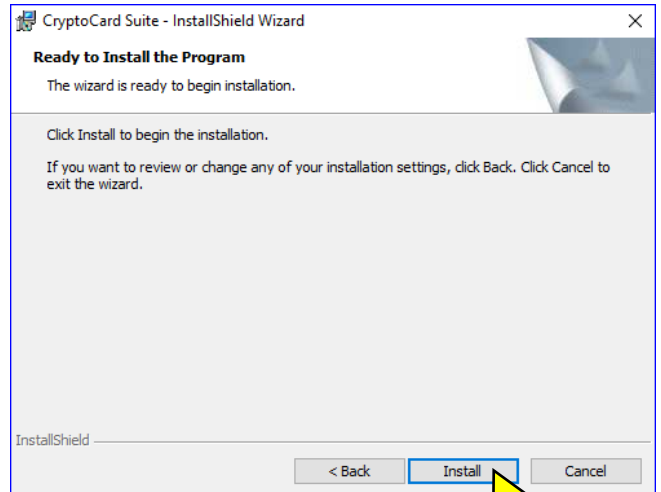 CryptoCard Suite - InstallShield Wizard
Ready to Install the Program
The wizard is ready to begin installation.
Click Install to begin the installation.
If you want to review or change any of your installation settings, click Back. Click Cancel to
exit the wizard.
InstallShield
< Back Install Cancel